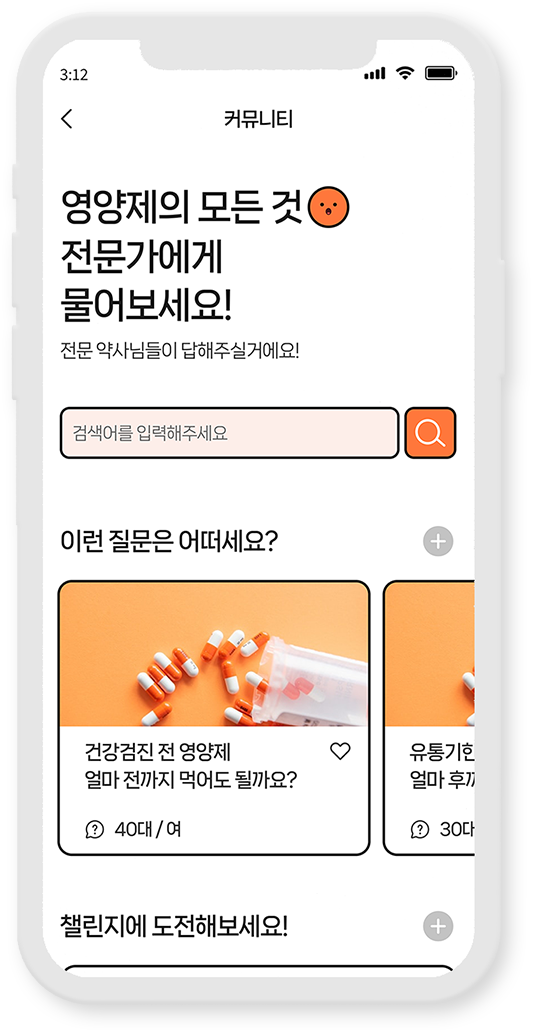 3:12
커뮤니티
영양제의 모든 것
전문가에게
물어보세요!
전문 약사님들이 답해주실거에요!
검색어를 입력해주세요
이런 질문은 어떠세요?
건강검진 전 영양제
얼마 전까지 먹어도 될까요?
40대 / 여
유통기한
얼마 후까
30대
챌린지에 도전해보세요!